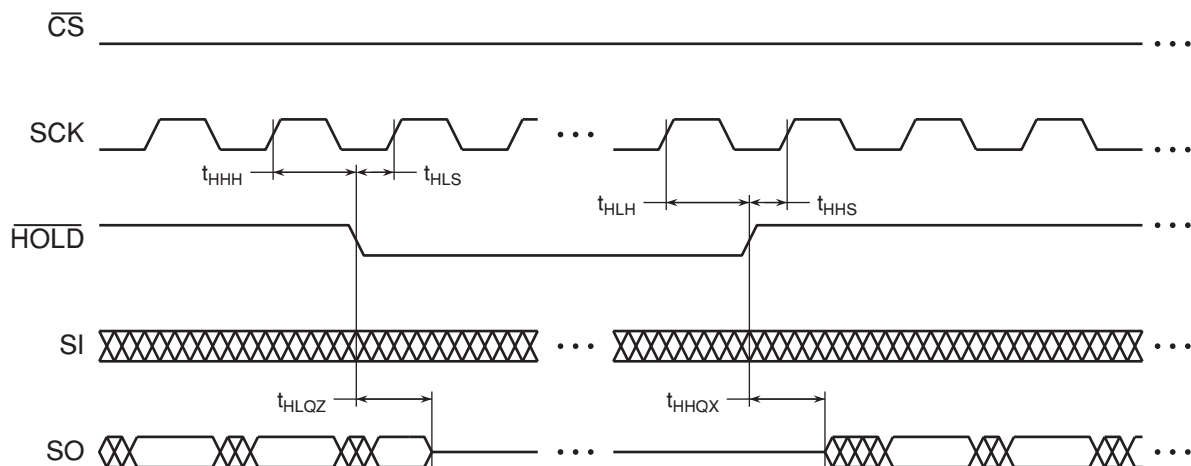 CS
SCK
tHHH
tHLS
tHLH
tHHS
HOLD
SI
tHLQZ
tHHQX
SO